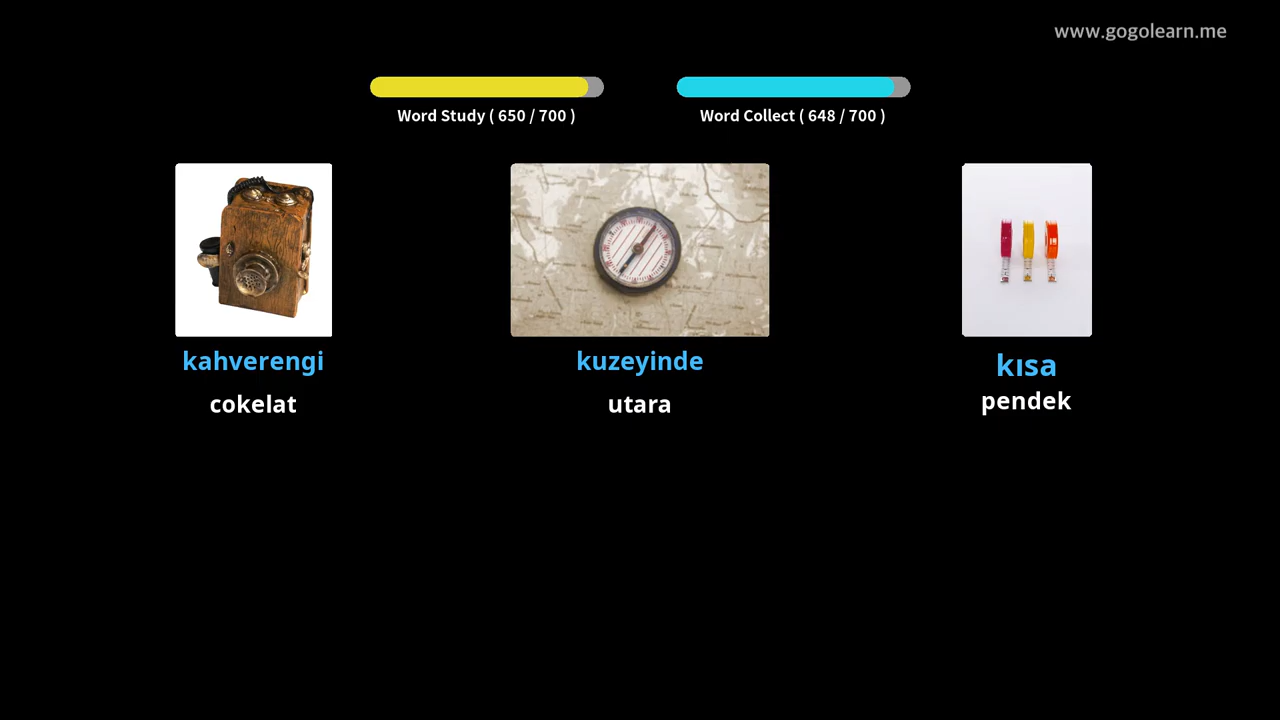 www.gogolearn.me
Word Study ( 650 / 700 )
Word Collect ( 648 / 700 )
kahverengi
cokelat
kuzeyinde
utara
kısa
pendek